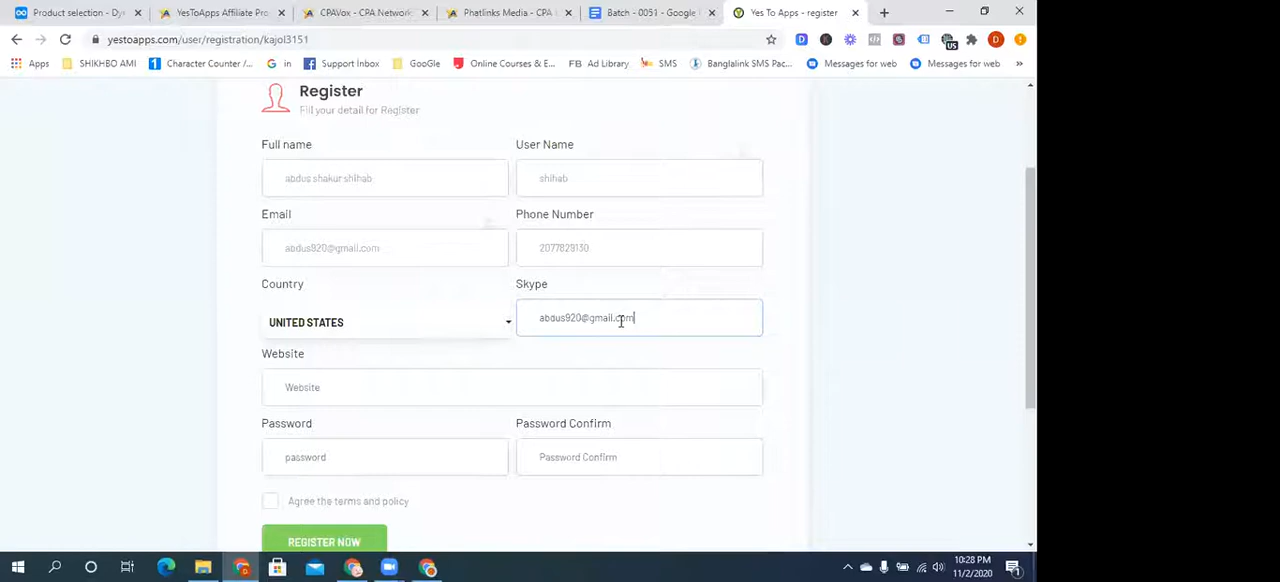 Product selection - Dy
YesToApps Affiliate Pro
CPAVox - CPA Network
Phatlinks Media - CPA
Batch - 0051 - Google
Yes To Apps - register
yestoapps.com/user/registration/kajol3151
Apps
SHIKHBO AMI
Character Counter /...
in
Support Inbox
GooGle
Online Courses & E...
FB Ad Library
SMS
Banglalink SMS Pac...
Messages for web
Messages for web
US
D
Register
Fill your detail for Register
Full name
User Name
abdus shakur shihab
shihab
Email
Phone Number
abdus920@gmail.com
2077829130
Country
Skype
UNITED STATES
abdus920@gmail.com
Website
Website
Password
Password Confirm
password
Password Confirm
Agree the terms and policy
REGISTER NOW
10:28 PM
11/2/2020